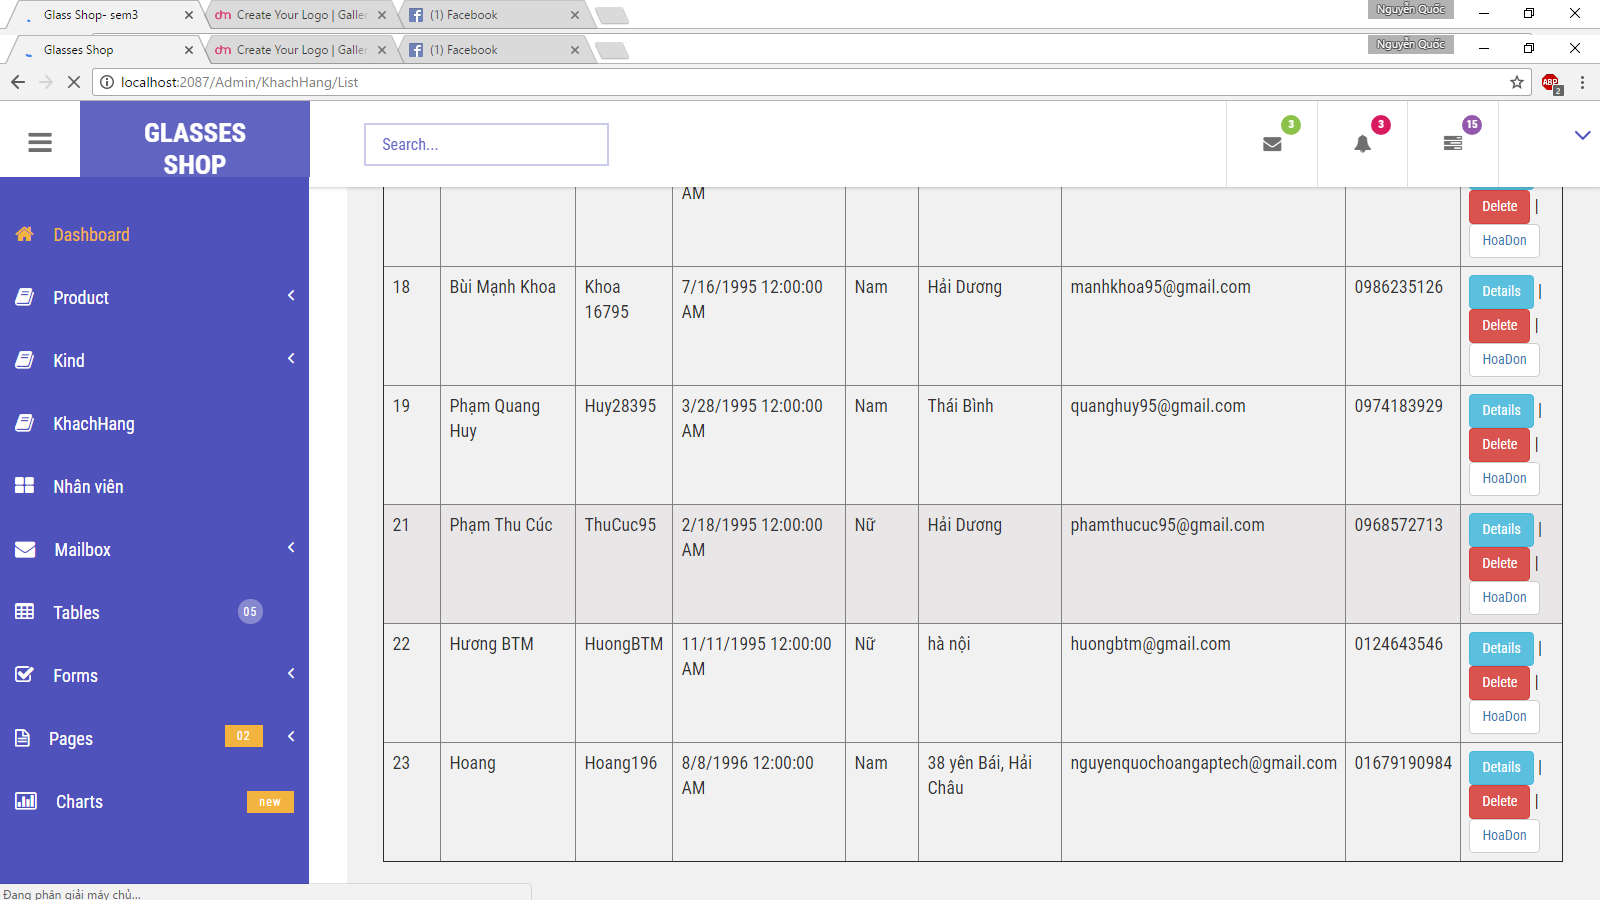 Glass Shop- sem3
Create Your Logo | Galler
(1) Facebook
Nguyễn Quốc
Glasses Shop
Create Your Logo | Galler
(1) Facebook
Nguyễn Quốc
localhost:2087/Admin/KhachHang/List
ABP
2
GLASSES
SHOP
Search...
3
3
15
Dashboard
Product
Kind
KhachHang
Nhân viên
Mailbox
Tables
05
Forms
Pages
02
Charts
new
AM
Delete |
HoaDon
18 Bùi Mạnh Khoa Khoa 7/16/1995 12:00:00 Nam Hải Dương manhkhoa95@gmail.com 0986235126 Details |
16795 AM
Delete |
HoaDon
19 Phạm Quang Huy28395 3/28/1995 12:00:00 Nam Thái Bình quanghuy95@gmail.com 0974183929 Details |
Huy AM
Delete |
HoaDon
21 Phạm Thu Cúc ThuCuc95 2/18/1995 12:00:00 Nữ Hải Dương phamthucuc95@gmail.com 0968572713 Details |
AM
Delete |
HoaDon
22 Hương BTM HuongBTM 11/11/1995 12:00:00 Nữ hà nội huongbtm@gmail.com 0124643546 Details |
AM
Delete |
HoaDon
23 Hoang Hoang196 8/8/1996 12:00:00 Nam 38 yên Bái, Hải nguyenquochoangaptech@gmail.com 01679190984 Details |
AM Châu
Delete |
HoaDon
Đang phân giải máy chủ...